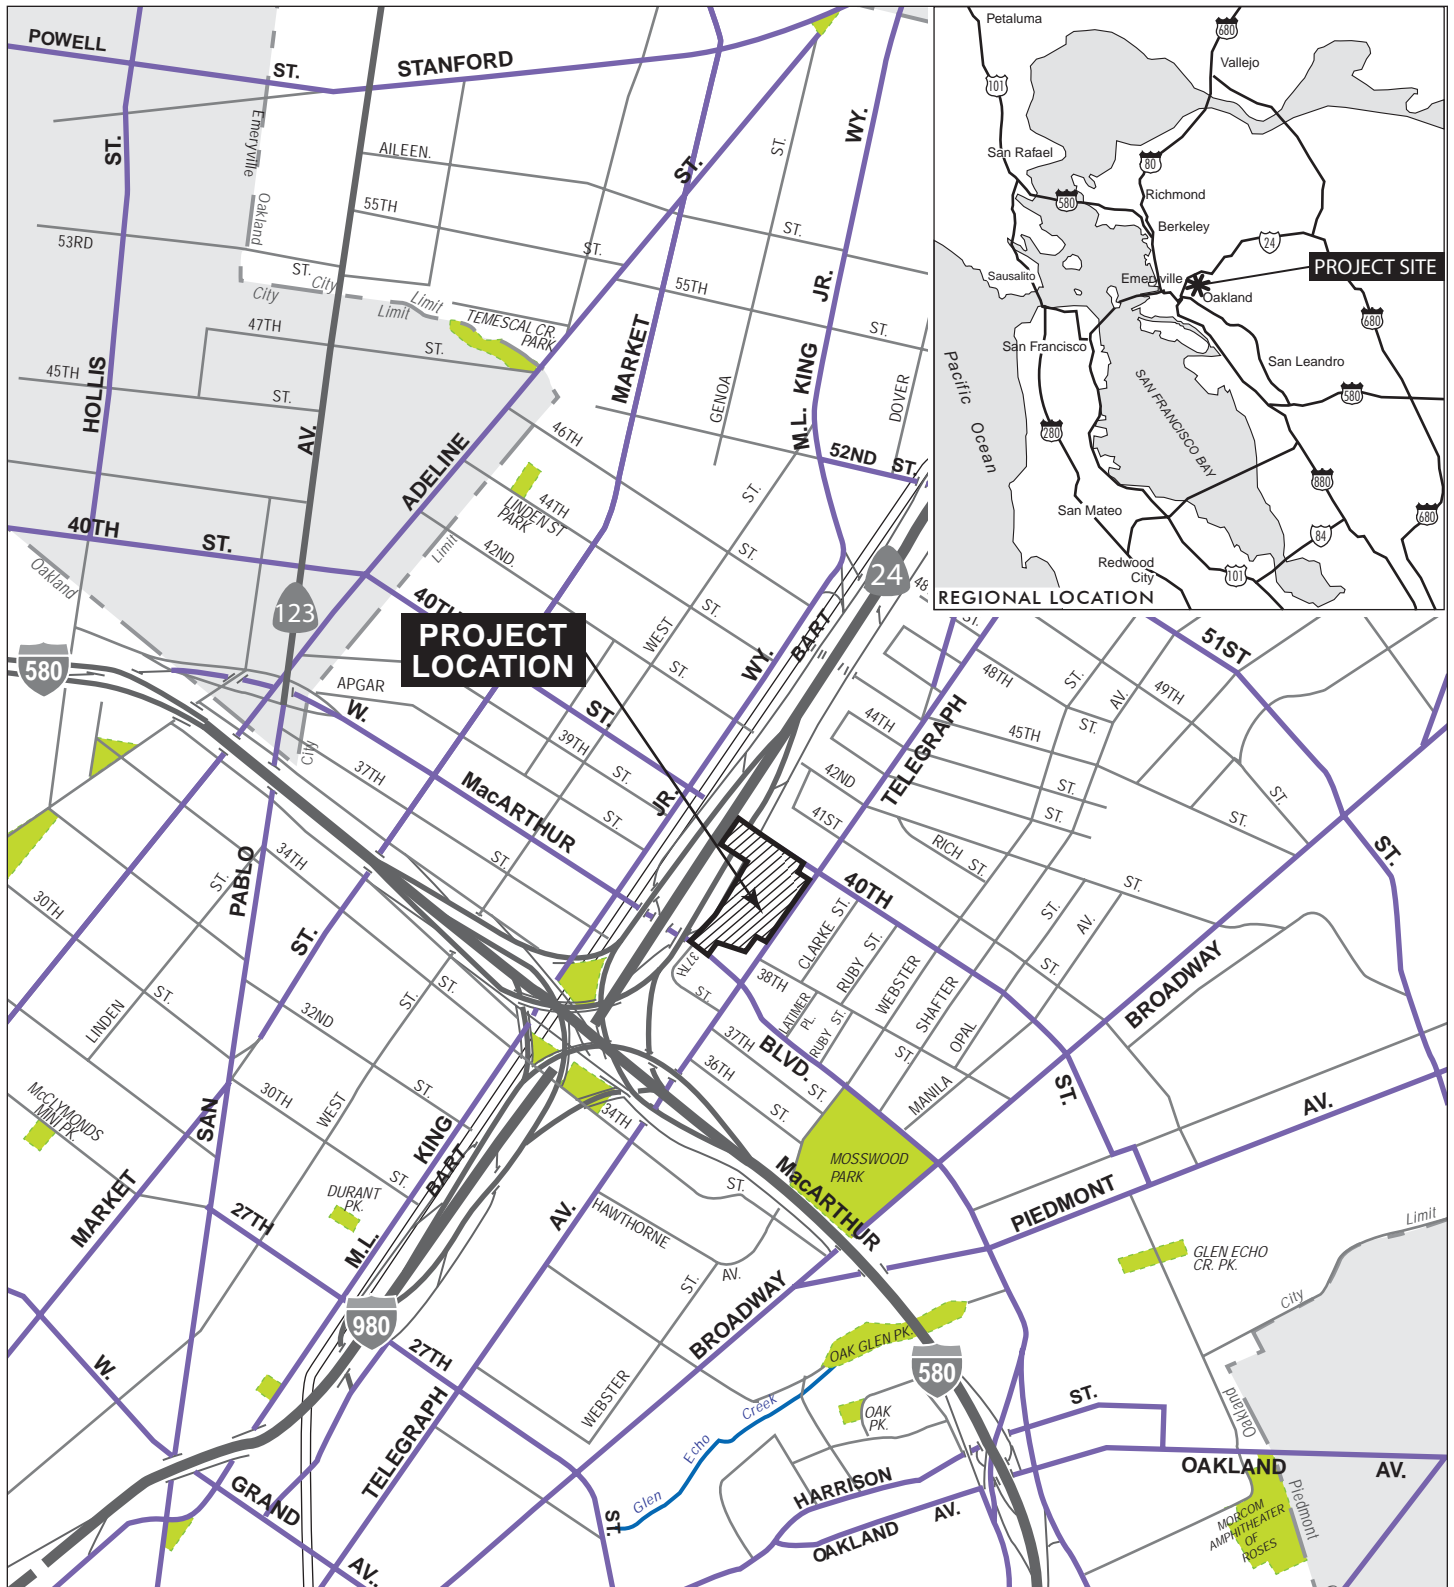 POWELL
ST.
STANFORD
ST.
Emeryville
Oakland
AILEEN.
ST.
ST.
WY.
55TH
ST.
ST.
53RD
ST.
City
City
Limit
Limit
55TH
ST.
JR.
TEMESCAL CR.
PARK
47TH
ST.
MARKET
M.L. KING
45TH
ST.
HOLLIS
AV.
GENOA
DOVER
ADELINE
46TH
52ND
ST.
44TH
LINDEN ST
PARK
ST.
42ND.
Limit
ST.
40TH
ST.
Oakland
123
24
48
40TH
PROJECT
LOCATION
ST.
WEST
ST.
BART
WY.
ST.
580
APGAR
W.
ST.
39TH
ST.
City
37TH
MacARTHUR
ST.
JR.
ST.
51ST
48TH
ST.
AV.
49TH
44TH
45TH
ST.
TELEGRAPH
42ND
ST.
ST.
41ST
ST.
ST.
RICH
ST.
ST.
ST.
34TH
ST.
PABLO
30TH
ST.
ST.
40TH
CLARKE
ST.
RUBY
ST.
WEBSTER
SHAFTER
OPAL
ST.
AV.
ST.
BROADWAY
37TH
ST.
38TH
LATIMER
PL.
RUBY
ST.
37TH
BLVD.
ST.
36TH
ST.
ST.
MANILA
ST.
LINDEN
ST.
ST.
ST.
32ND
ST.
30TH
WEST
ST.
McCLYMONDS
MINI PK.
SAN
KING
BART
34TH
ST.
MOSSWOOD
PARK
MacARTHUR
AV.
PIEDMONT
DURANT
PK.
MARKET
27TH
M.L.
AV.
HAWTHORNE
AV.
ST.
BROADWAY
GLEN ECHO
CR. PK.
Limit
City
980
27TH
W.
WEBSTER
OAK GLEN PK.
580
Creek
Echo
Glen
OAK
PK.
ST.
Oakland
TELEGRAPH
GRAND
AV.
ST.
HARRISON
OAKLAND
AV.
OAKLAND
AV.
Piedmont
MORCOM
AMPHITHEATER
OF
ROSES
Petaluma
680
Vallejo
101
San Rafael
80
580
Richmond
Berkeley
24
PROJECT SITE
Sausalito
Emeryville
Oakland
680
San Francisco
San Leandro
580
Pacific Ocean
SAN FRANCISCO BAY
280
880
San Mateo
680
84
Redwood
City
101
REGIONAL LOCATION